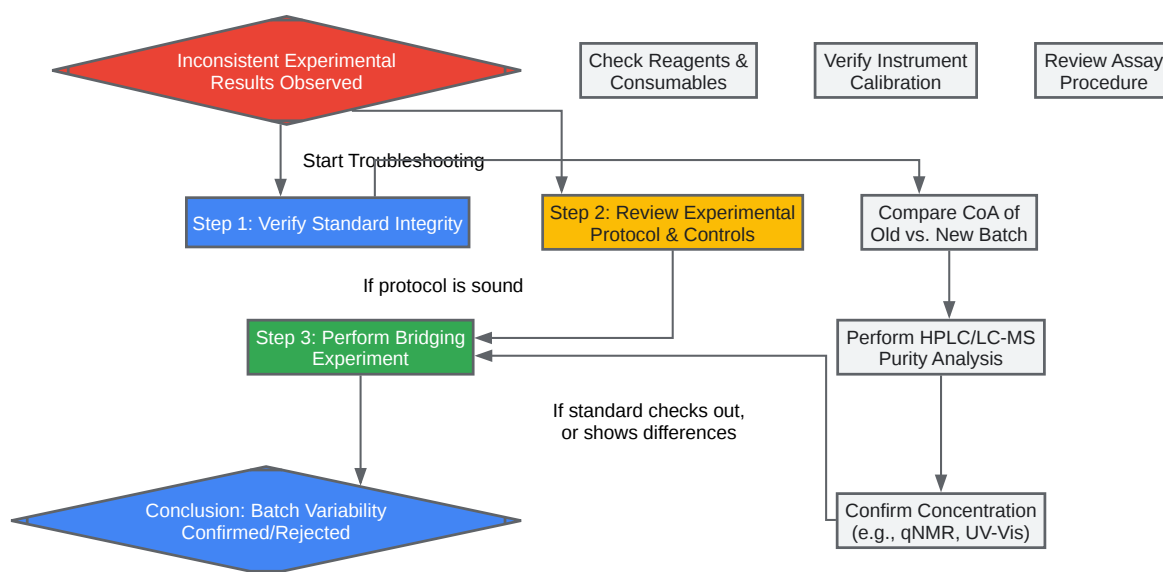 Inconsistent Experimental
Results Observed
Check Reagents &
Consumables
Verify Instrument
Calibration
Review Assay
Procedure
Start Troubleshooting
Step 1: Verify Standard Integrity
Step 2: Review Experimental
Protocol & Controls
Compare CoA of
Old vs. New Batch
If protocol is sound
Step 3: Perform Bridging
Experiment
Perform HPLC/LC-MS
Purity Analysis
If standard checks out,
or shows differences
Conclusion: Batch Variability
Confirmed/Rejected
Confirm Concentration
(e.g., qNMR, UV-Vis)